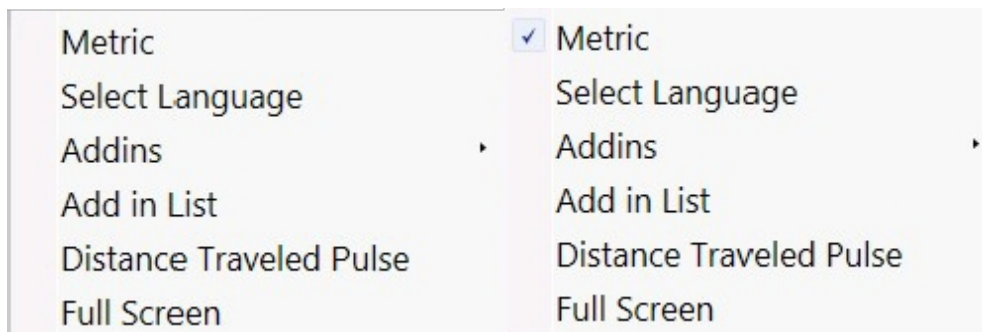 Metric
Select Language
Addins
Add in List
Distance Traveled Pulse
Full Screen
Metric
Select Language
Addins
Add in List
Distance Traveled Pulse
Full Screen